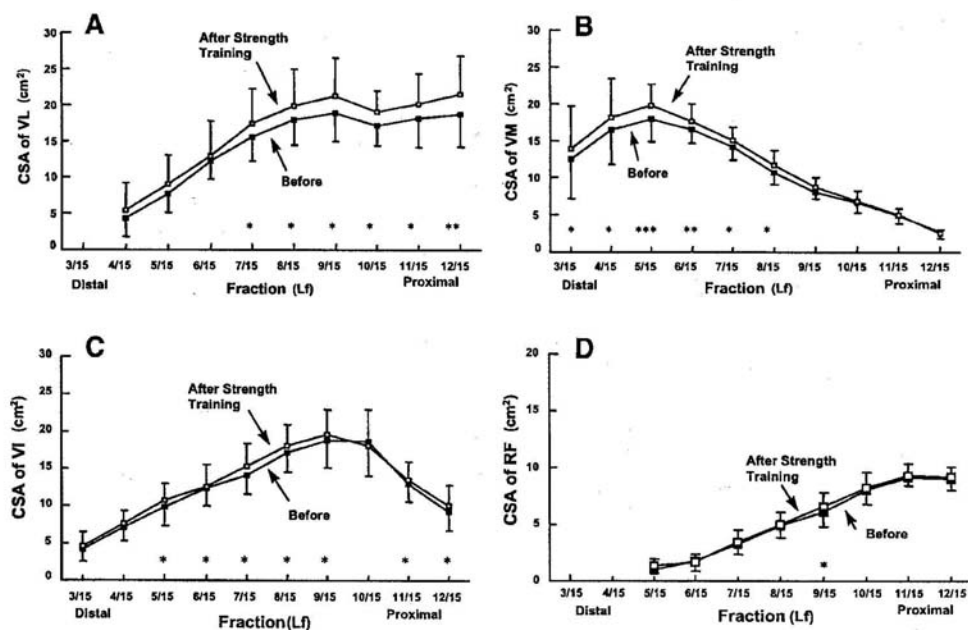 A
CSA of VL (cm²)
30
25
20
15
10
5
0
After Strength
Training
Before
* * * * * **
3/15 4/15 5/15 6/15 7/15 8/15 9/15 10/15 11/15 12/15
Distal Fraction (Lf) Proximal
B
CSA of VM (cm²)
30
25
20
15
10
5
0
After Strength
Training
Before
* * *** ** * *
3/15 4/15 5/15 6/15 7/15 8/15 9/15 10/15 11/15 12/15
Distal Fraction (Lf) Proximal
C
CSA of VI (cm²)
30
25
20
15
10
5
0
After Strength
Training
Before
* * * * * * *
3/15 4/15 5/15 6/15 7/15 8/15 9/15 10/15 11/15 12/15
Distal Fraction(Lf) Proximal
D
CSA of RF (cm²)
20
10
5
0
After Strength
Training
Before
*
3/15 4/15 5/15 6/15 7/15 8/15 9/15 10/15 11/15 12/15
Distal Fraction (Lf) Proximal